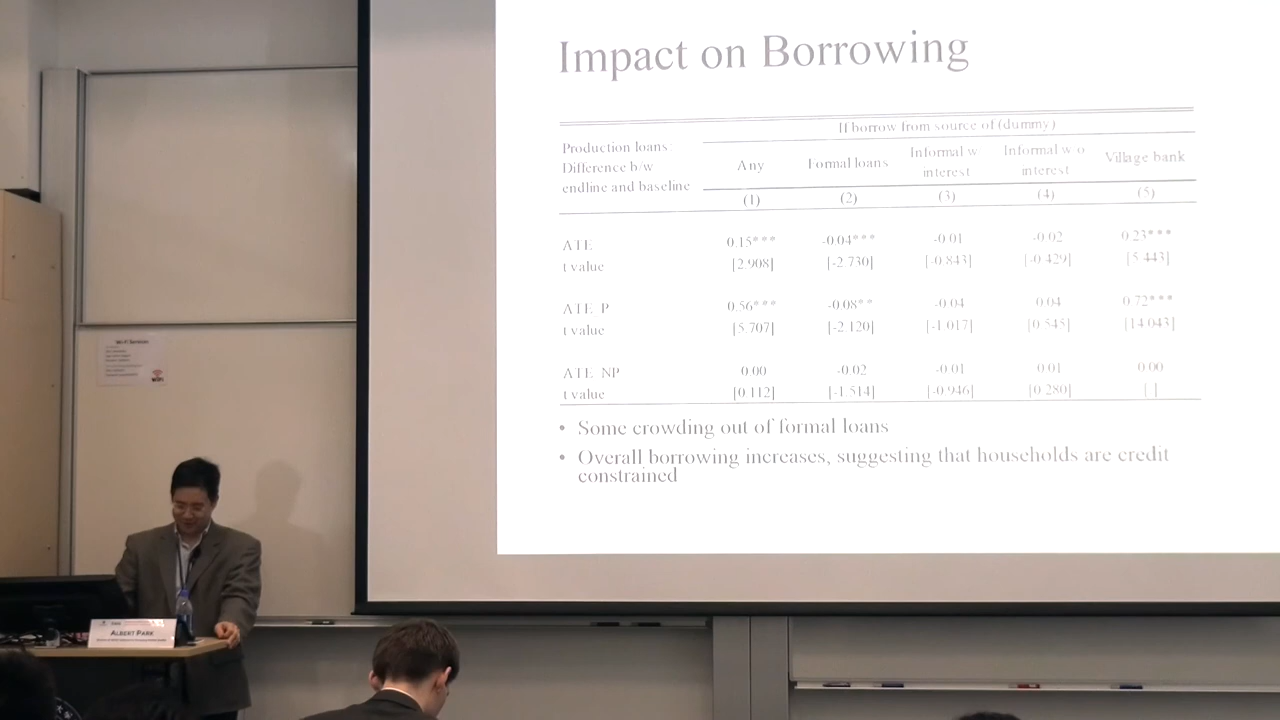 Impact on Borrowing
If borrow from source of (dummy)
Production loans:
Difference b/w
endline and baseline
Any
Formal loans
Informal w
interest
Informal w o
interest
Village bank
(1) (2) (3) (4) (5)
ATE 0.15*** -0.04*** -0.01 -0.02 0.23***
t value [2.908] [-2.730] [-0.843] [-0.429] [5.443]
ATE_P 0.56*** -0.08** -0.04 0.04 0.72***
t value [5.707] [-2.120] [-1.017] [0.545] [14.043]
ATE_NP 0.00 -0.02 -0.01 0.01 0.00
t value [0.112] [-1.514] [-0.946] [0.280] [ ]
• Some crowding out of formal loans
• Overall borrowing increases, suggesting that households are credit
constrained
Wi-Fi Services
WiFi
ALBERT PARK